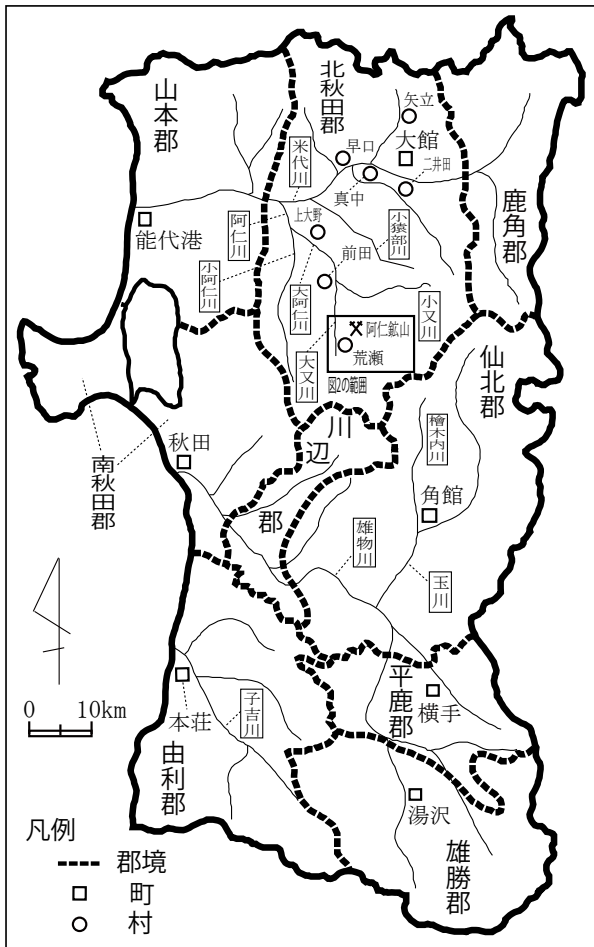 山本郡
北秋田郡
矢立
大館
早口
二井田
真中
米代川
鹿角郡
能代港
阿仁川
上大野
小猿部川
前田
小阿仁川
大阿仁川
小又川
阿仁鉱山
荒瀬
大又川
図2の範囲
仙北郡
川辺郡
檜木内川
秋田
南秋田郡
角館
雄物川
玉川
平鹿郡
横手
0 10km
本荘
子吉川
由利郡
湯沢
雄勝郡
凡例
郡境
町
村